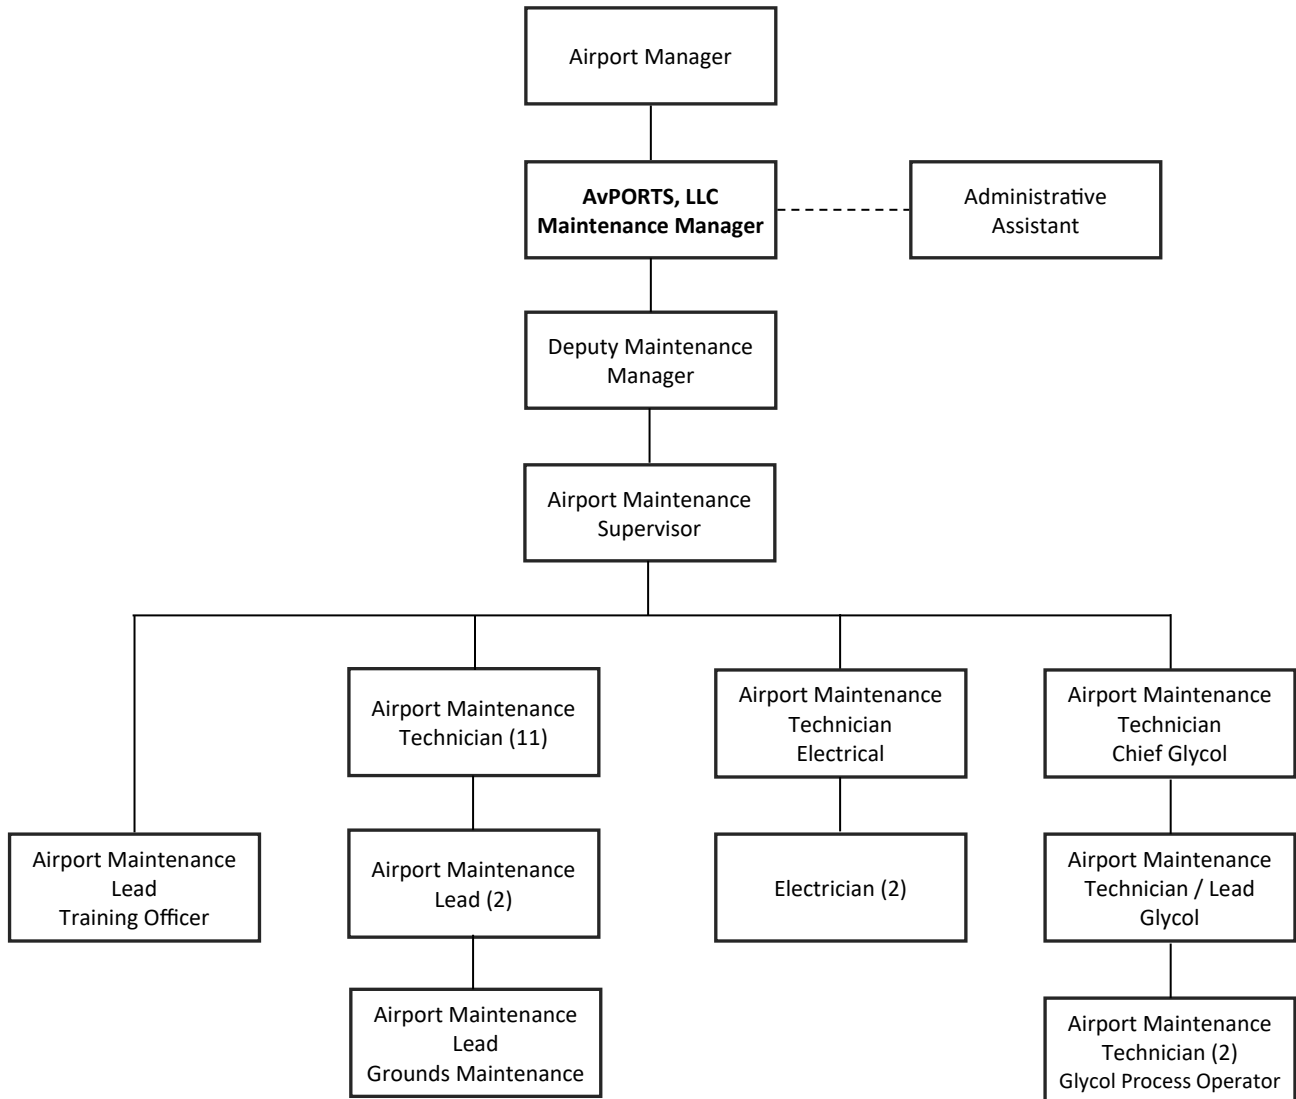 Airport Manager
AvPORTS, LLC
Maintenance Manager
Administrative
Assistant
Deputy Maintenance
Manager
Airport Maintenance
Supervisor
Airport Maintenance
Technician (11)
Airport Maintenance
Technician
Electrical
Airport Maintenance
Technician
Chief Glycol
Airport Maintenance
Lead
Training Officer
Airport Maintenance
Lead (2)
Electrician (2)
Airport Maintenance
Technician / Lead
Glycol
Airport Maintenance
Lead
Grounds Maintenance
Airport Maintenance
Technician (2)
Glycol Process Operator